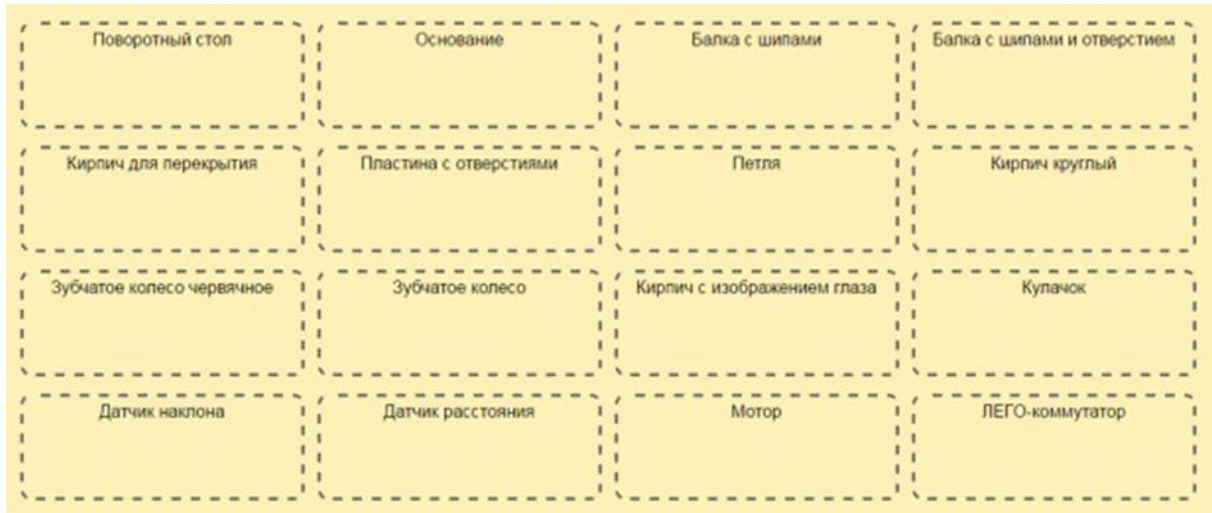 Поворотный стол
Основание
Балка с шипами
Балка с шипами и отверстием
Кирпич для перекрытия
Пластина с отверстиями
Петля
Кирпич круглый
Зубчатое колесо червячное
Зубчатое колесо
Кирпич с изображением глаза
Кулачок
Датчик наклона
Датчик расстояния
Мотор
ЛЕГО-коммутатор